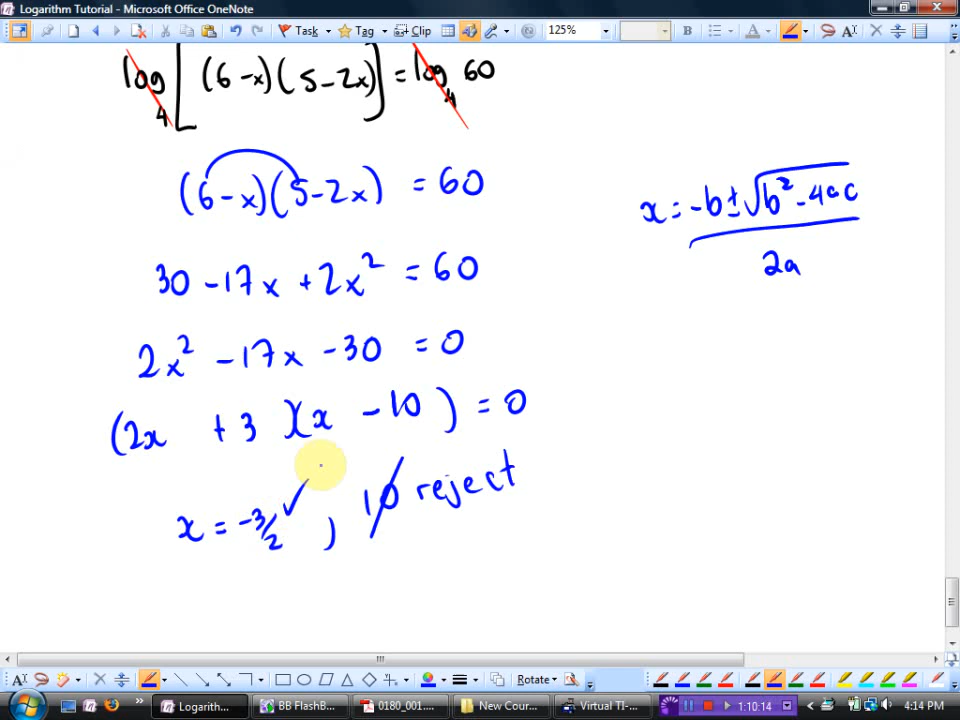 Logarithm Tutorial - Microsoft Office OneNote
Task Tag Clip 125%
log₄ [(6-x)(5-2x)] = log₄ 60
(6-x)(5-2x) = 60
x = -b ± √b² - 4ac
2a
30 - 17x + 2x² = 60
2x² - 17x - 30 = 0
(2x + 3)(x - 10) = 0
x = -3/2 ✓, 10 reject
Rotate
Logarith... BB FlashB... 0180_001.... New Cour... Virtual TI-... 1:10:14 4:14 PM